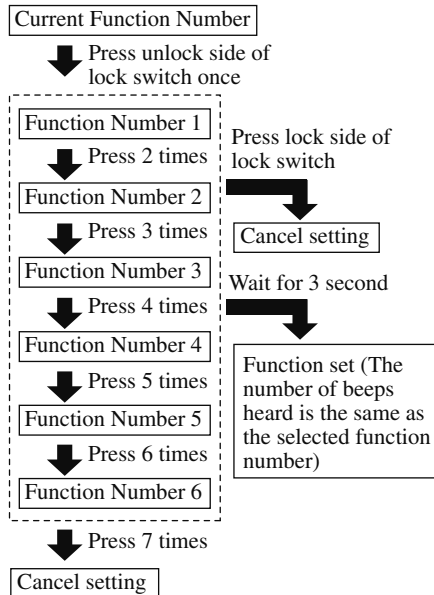 Current Function Number
Press unlock side of
lock switch once
Function Number 1
Press 2 times
Function Number 2
Press 3 times
Function Number 3
Press 4 times
Function Number 4
Press 5 times
Function Number 5
Press 6 times
Function Number 6
Press 7 times
Cancel setting
Press lock side of
lock switch
Cancel setting
Wait for 3 second
Function set (The
number of beeps
heard is the same as
the selected function
number)